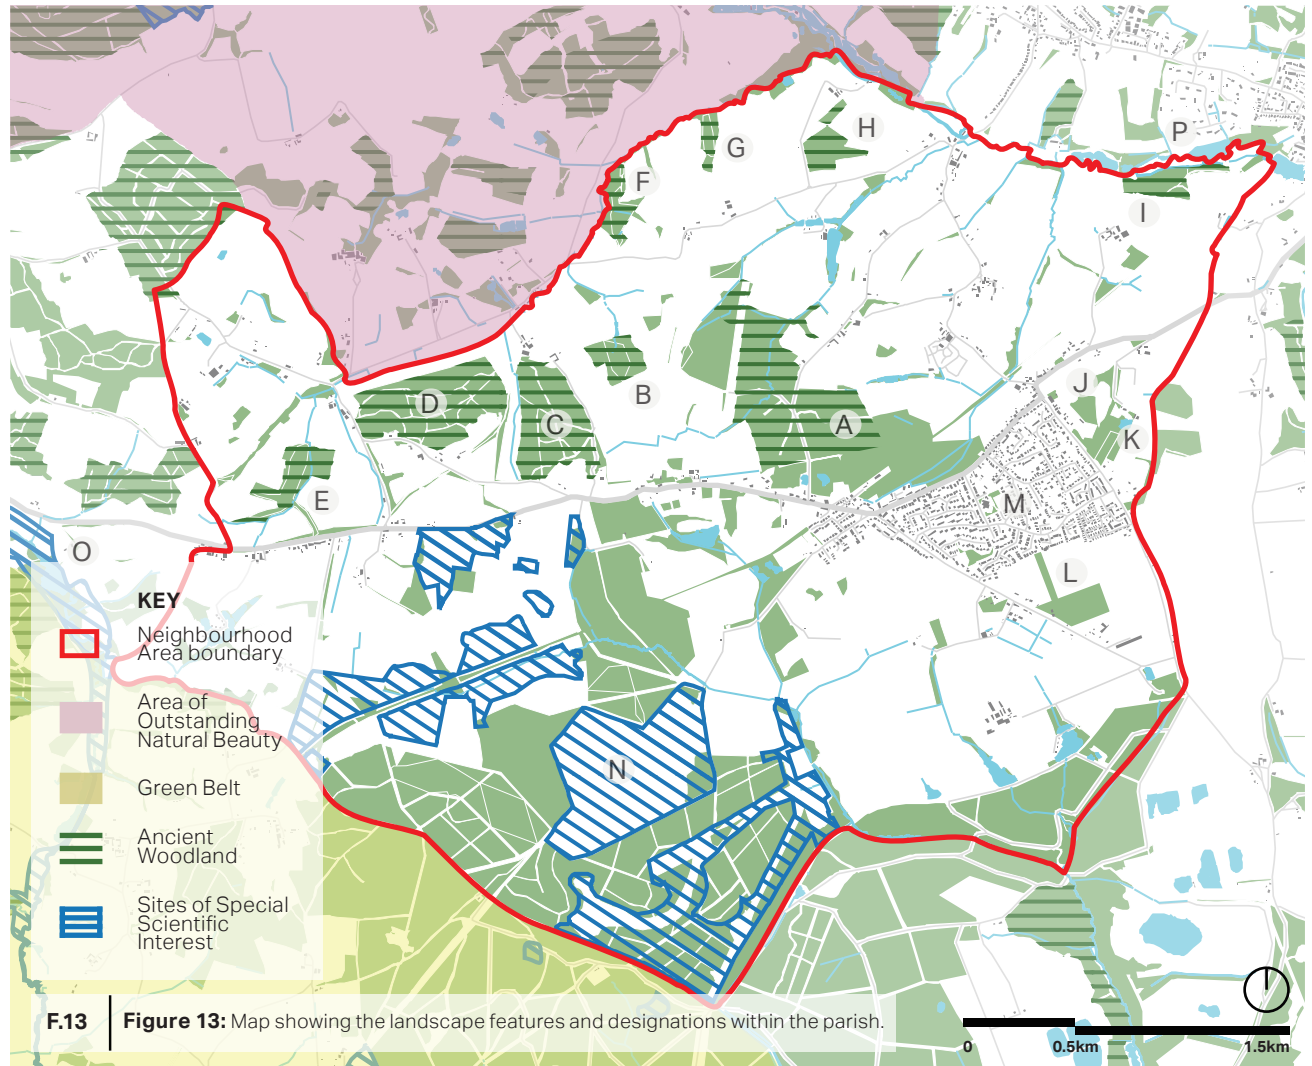 P
H
G
F
I
J
B
D
C
A
K
E
M
O
L
N
KEY
Neighbourhood
Area boundary
Area of
Outstanding
Natural Beauty
Green Belt
Ancient
Woodland
Sites of Special
Scientific
Interest
F.13 Figure 13: Map showing the landscape features and designations within the parish.
0 0.5km 1.5km